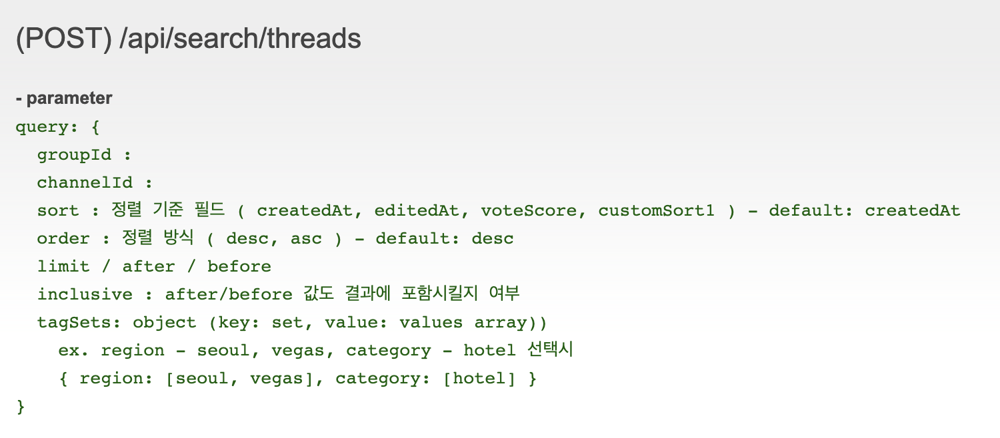 (POST) /api/search/threads
- parameter
query: {
groupId :
channelId :
sort : 정렬 기준 필드 ( createdAt, editedAt, voteScore, customSort1 ) – default: createdAt
order : 정렬 방식 ( desc, asc ) – default: desc
limit / after / before
inclusive : after/before 값도 결과에 포함시킬지 여부
tagSets: object (key: set, value: values array))
ex. region – seoul, vegas, category – hotel 선택시
{ region: [seoul, vegas], category: [hotel] }
}